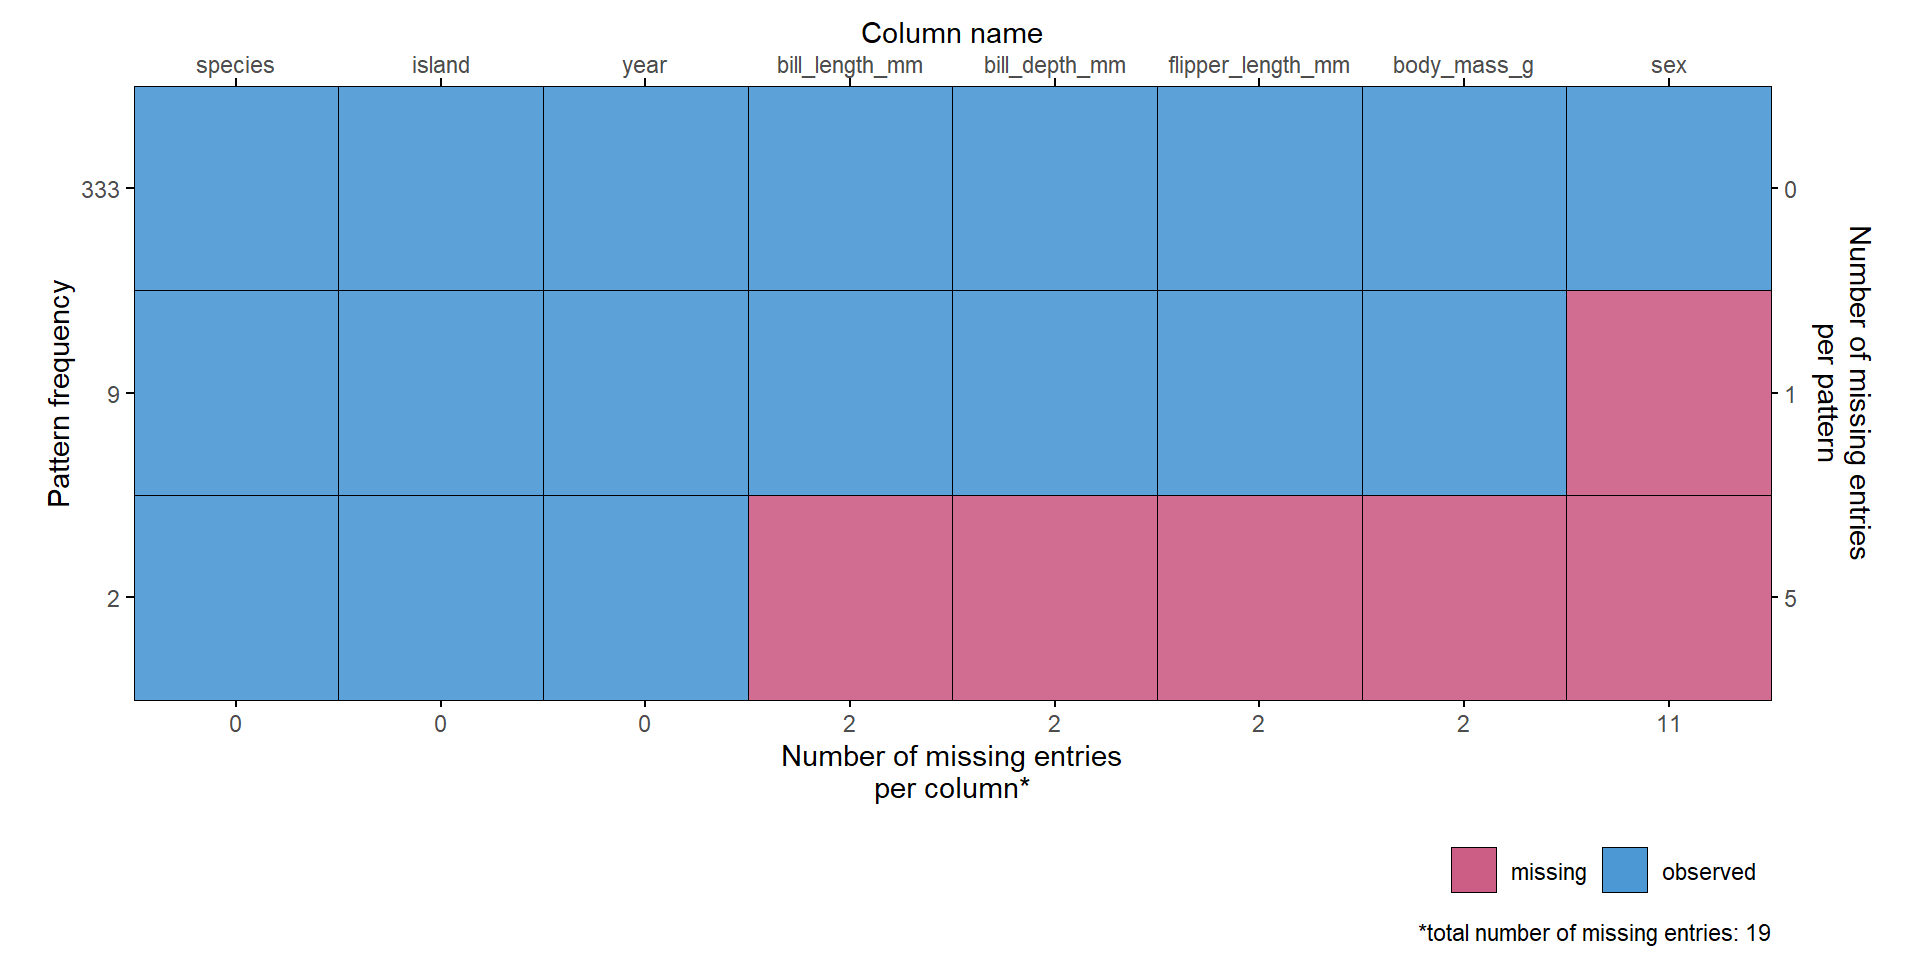 Column name
species island year bill_length_mm bill_depth_mm flipper_length_mm body_mass_g sex
333 0
9 1
2 5
Pattern frequency
Number of missing entries
per pattern
0 0 0 2 2 2 2 11
Number of missing entries
per column*
missing observed
*total number of missing entries: 19